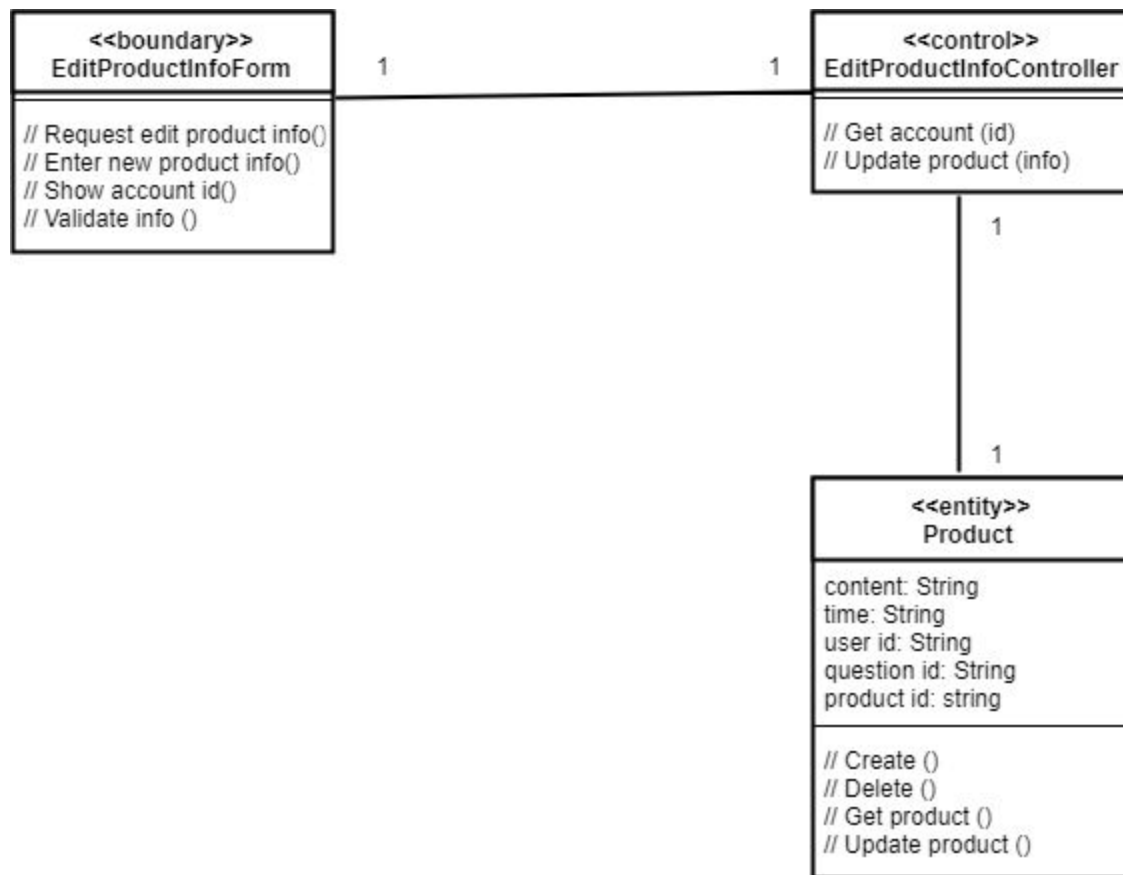 <<boundary>>
EditProductInfoForm
// Request edit product info()
// Enter new product info()
// Show account id()
// Validate info ()
1
1
<<control>>
EditProductInfoController
// Get account (id)
// Update product (info)
1
1
<<entity>>
Product
content: String
time: String
user id: String
question id: String
product id: string
// Create ()
// Delete ()
// Get product ()
// Update product ()